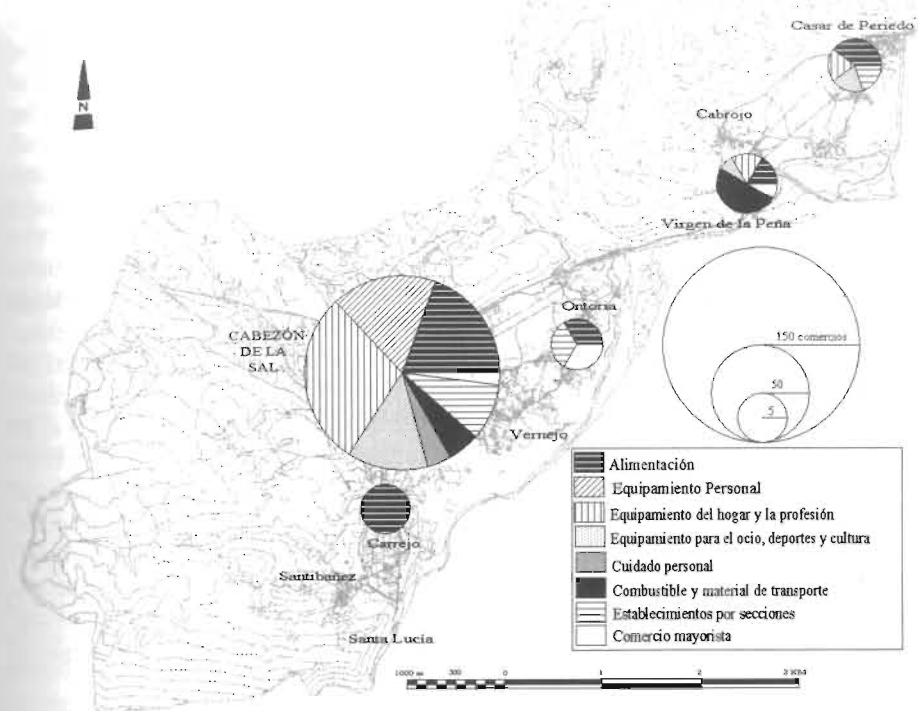 Casar de Periedo
N
Cabrojo
Virgen de la Peña
Ontoria
CABEZÓN
DE LA
SAL
150 comercios
50
5
Vernejo
Alimentación
Equipamiento Personal
Equipamiento del hogar y la profesión
Equipamiento para el ocio, deportes y cultura
Cuidado personal
Combustible y material de transporte
Establecimientos por secciones
Comercio mayorista
Carrejo
Santibañez
Santa Lucía
1000 m 500 0 1 2 3 KM